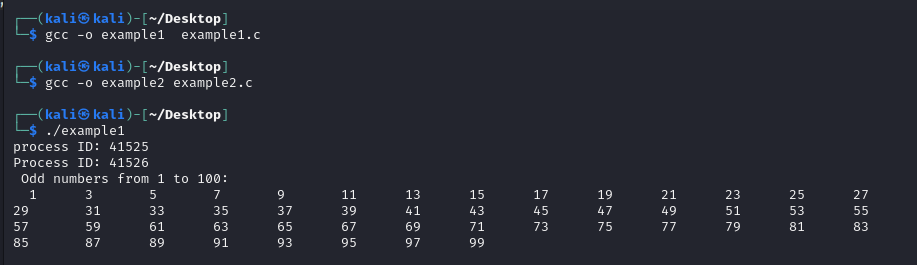 ┌──(kali㉿kali)-[~/Desktop]
└─$ gcc -o example1  example1.c
┌──(kali㉿kali)-[~/Desktop]
└─$ gcc -o example2 example2.c
┌──(kali㉿kali)-[~/Desktop]
└─$ ./example1
process ID: 41525
Process ID: 41526
 Odd numbers from 1 to 100:
  1      3       5       7       9       11      13      15      17      19      21      23      25      27
29       31      33      35      37      39      41      43      45      47      49      51      53      55
57       59      61      63      65      67      69      71      73      75      77      79      81      83
85       87      89      91      93      95      97      99